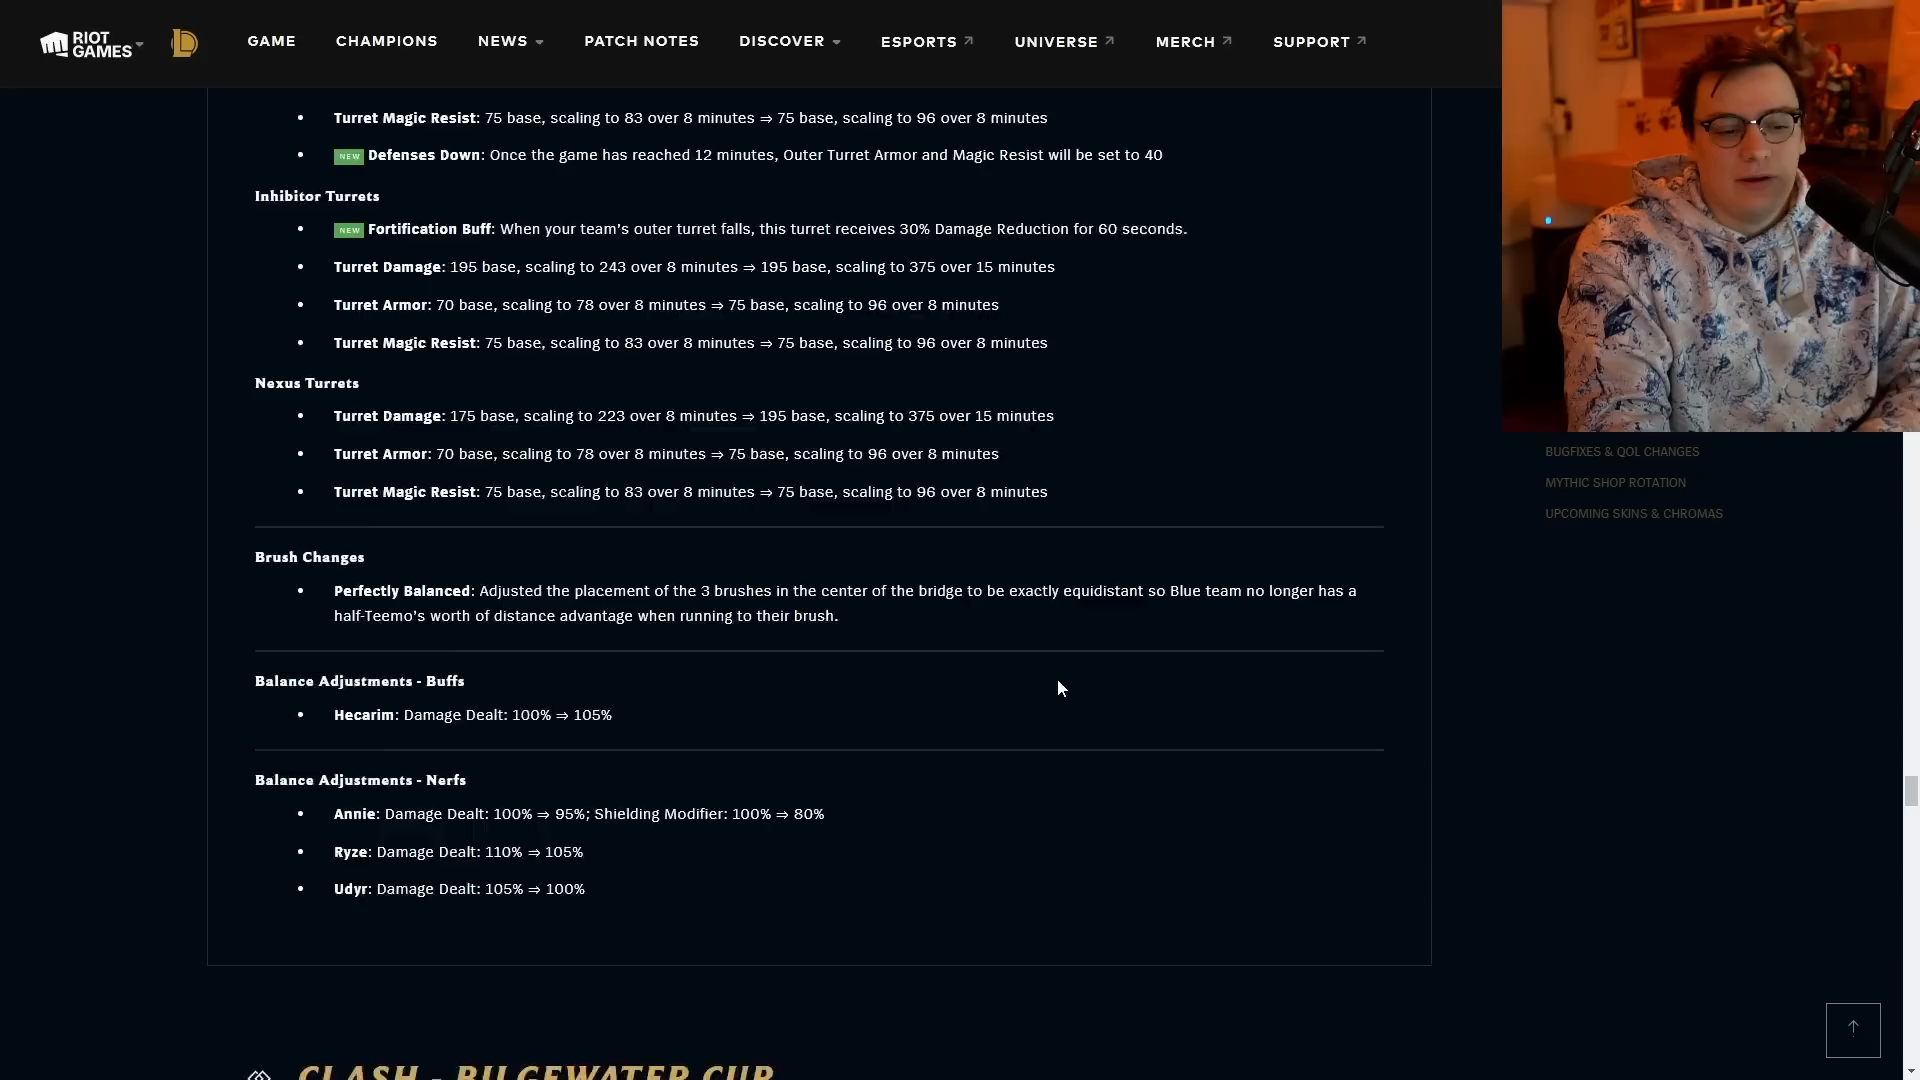 RIOT GAMES
GAME CHAMPIONS NEWS PATCH NOTES DISCOVER ESPORTS UNIVERSE MERCH SUPPORT
• Turret Magic Resist: 75 base, scaling to 83 over 8 minutes ⇒ 75 base, scaling to 96 over 8 minutes
• NEW Defenses Down: Once the game has reached 12 minutes, Outer Turret Armor and Magic Resist will be set to 40
Inhibitor Turrets
• NEW Fortification Buff: When your team's outer turret falls, this turret receives 30% Damage Reduction for 60 seconds.
• Turret Damage: 195 base, scaling to 243 over 8 minutes ⇒ 195 base, scaling to 375 over 15 minutes
• Turret Armor: 70 base, scaling to 78 over 8 minutes ⇒ 75 base, scaling to 96 over 8 minutes
• Turret Magic Resist: 75 base, scaling to 83 over 8 minutes ⇒ 75 base, scaling to 96 over 8 minutes
Nexus Turrets
• Turret Damage: 175 base, scaling to 223 over 8 minutes ⇒ 195 base, scaling to 375 over 15 minutes
• Turret Armor: 70 base, scaling to 78 over 8 minutes ⇒ 75 base, scaling to 96 over 8 minutes
• Turret Magic Resist: 75 base, scaling to 83 over 8 minutes ⇒ 75 base, scaling to 96 over 8 minutes
Brush Changes
• Perfectly Balanced: Adjusted the placement of the 3 brushes in the center of the bridge to be exactly equidistant so Blue team no longer has a
half-Teemo's worth of distance advantage when running to their brush.
Balance Adjustments - Buffs
• Hecarim: Damage Dealt: 100% ⇒ 105%
Balance Adjustments - Nerfs
• Annie: Damage Dealt: 100% ⇒ 95%; Shielding Modifier: 100% ⇒ 80%
• Ryze: Damage Dealt: 110% ⇒ 105%
• Udyr: Damage Dealt: 105% ⇒ 100%
CLASH - BILGEWATER CUP
BUGFIXES & QOL CHANGES
MYTHIC SHOP ROTATION
UPCOMING SKINS & CHROMAS